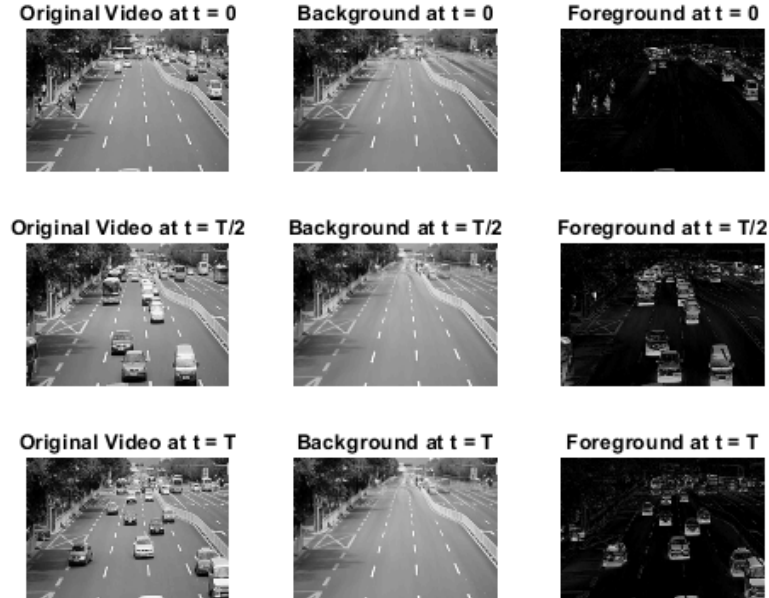 Original Video at t = 0
Background at t = 0
Foreground at t = 0
Original Video at t = T/2
Background at t = T/2
Foreground at t = T/2
Original Video at t = T
Background at t = T
Foreground at t = T